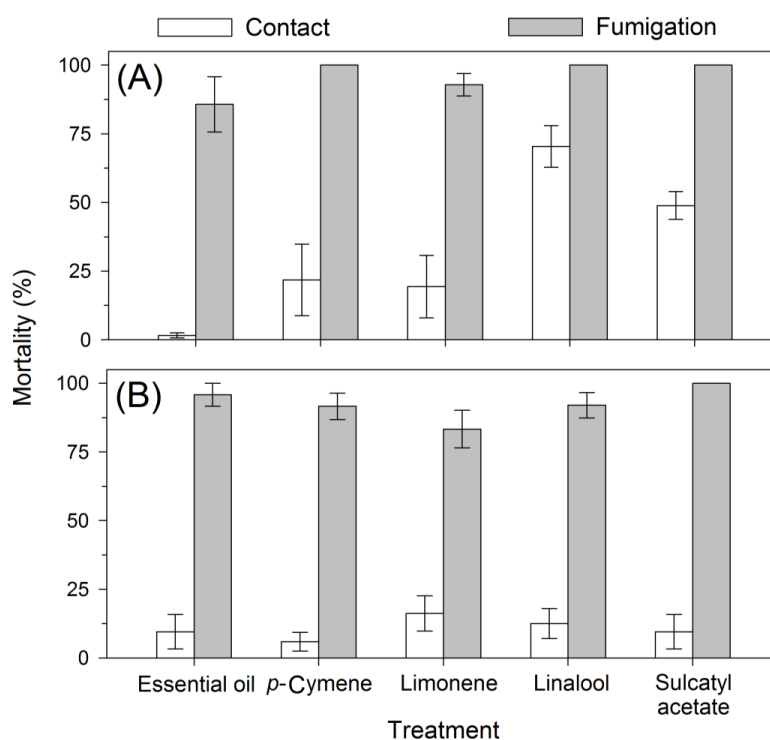 Contact Fumigation
(A)
100
75
50
25
0
(B)
100
75
50
25
0
Mortality (%)
Essential oil p-Cymene Limonene Linalool Sulcatyl
acetate
Treatment